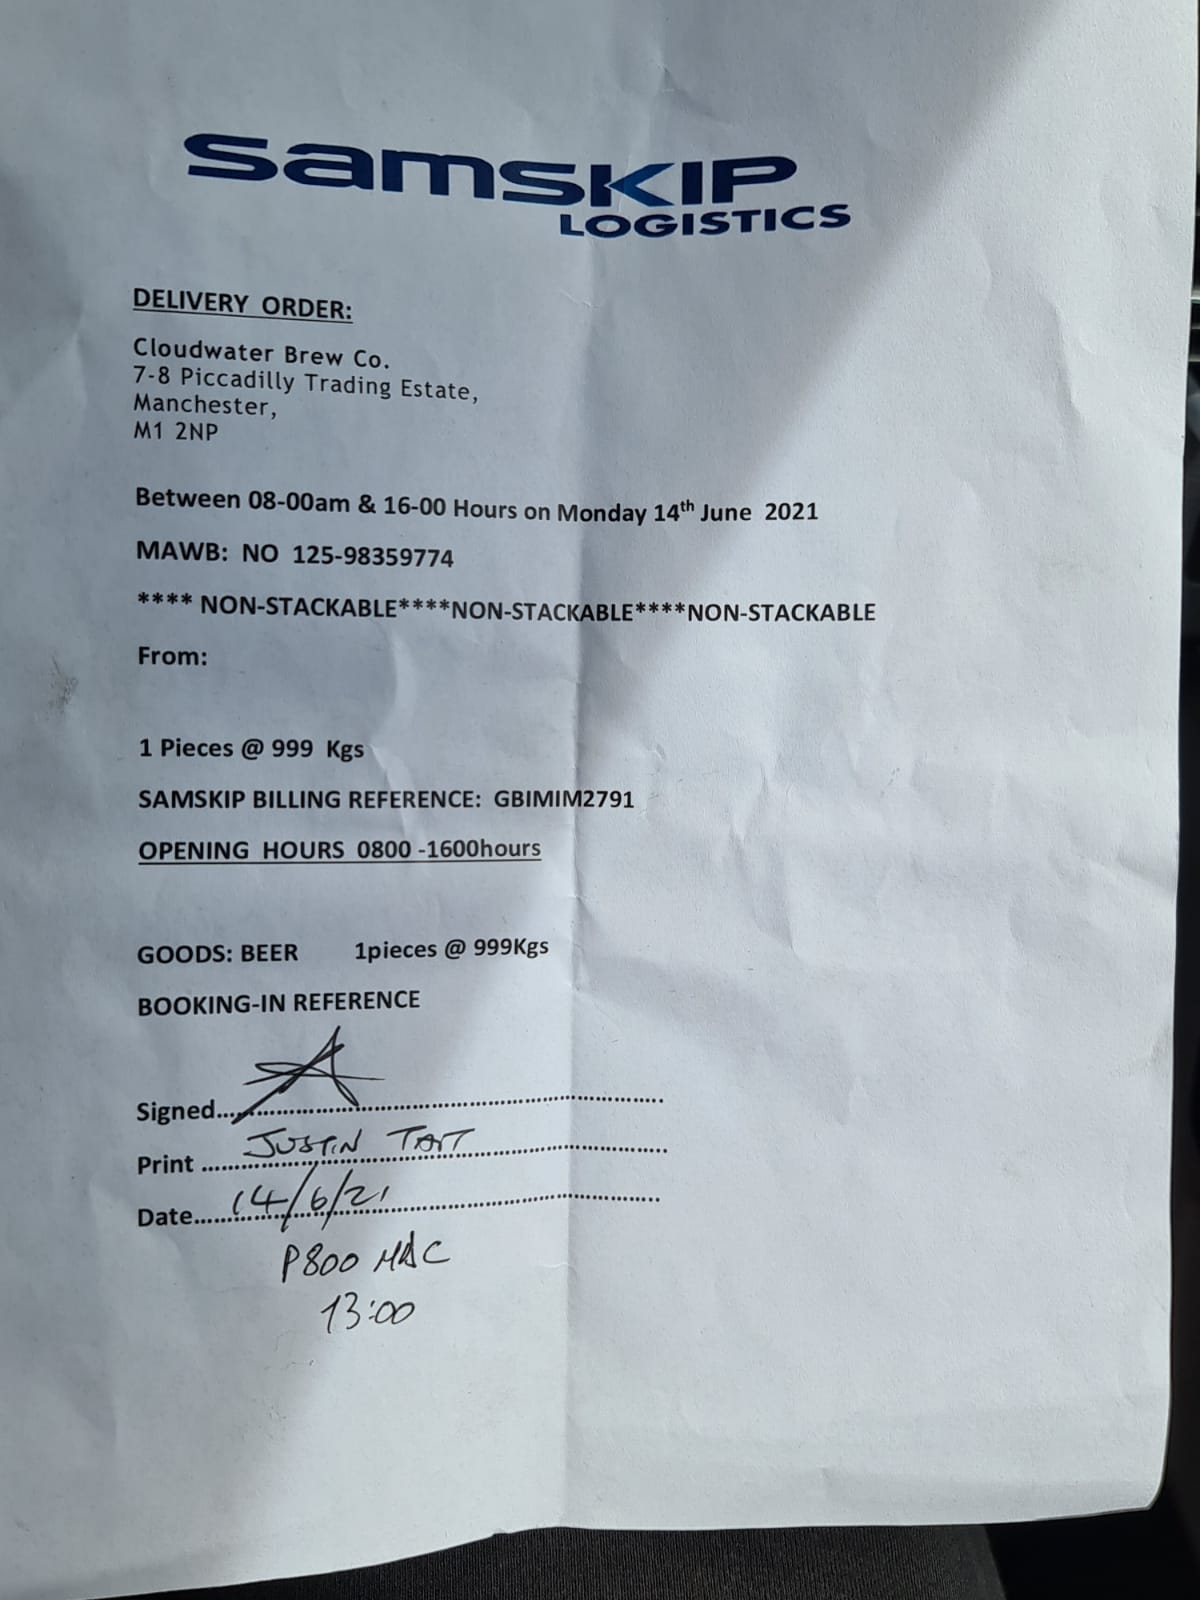 Samskip
LOGISTICS
DELIVERY ORDER:
Cloudwater Brew Co.
7-8 Piccadilly Trading Estate,
Manchester,
M1 2NP
Between 08-00am & 16-00 Hours on Monday 14th June 2021
MAWB: NO 125-98359774
**** NON-STACKABLE****NON-STACKABLE****NON-STACKABLE
From:
1 Pieces @ 999 Kgs
SAMSKIP BILLING REFERENCE: GBIMIM2791
OPENING HOURS 0800 -1600hours
GOODS: BEER 1pieces @ 999Kgs
BOOKING-IN REFERENCE
Signed
Print JUSTIN TAIT
Date 14/6/21
P800 MAC
13:00